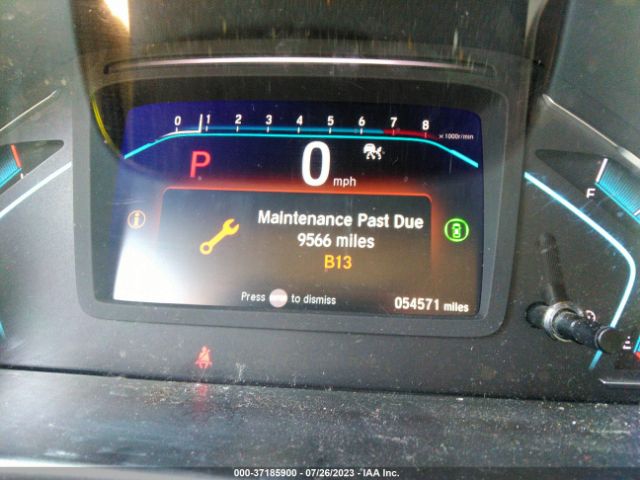 0 1 2 3 4 5 6 7 8 x 1000r/min
P 0 mph
F
Maintenance Past Due
9566 miles
B13
Press to dismiss
054571 miles
E
000-37185900 - 07/26/2023 - IAA Inc.